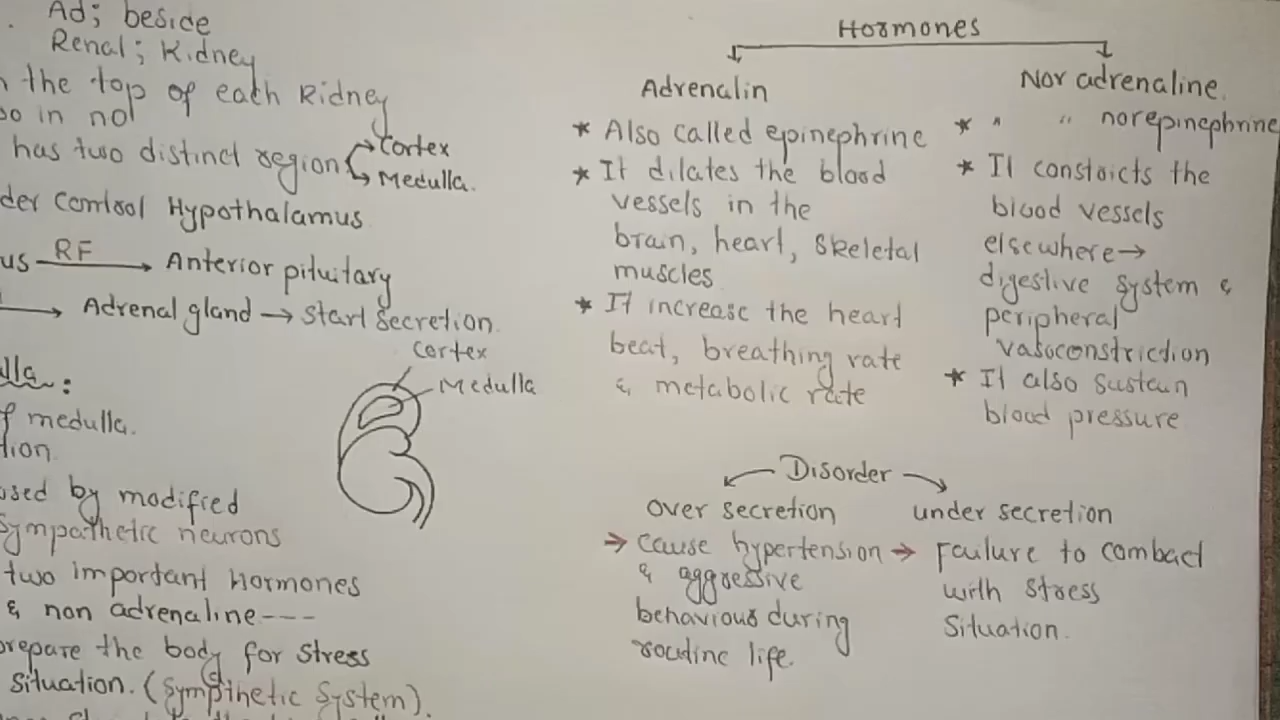 Ad; beside
Renal; Kidney
the top of each Kidney
so in no
has two distinct region
Cortex
Medulla.
der Comtool Hypothalamus
us RF Anterior pituitary
Adrenal gland → Start Secretion.
Cortex
Medulla
lla :
f medulla.
tion.
osed by modified
Sympathetic neurons
two important Hormones
& non adrenaline----
prepare the body for Stress
Situation. (Sympthetic System).
Hormones
Adrenalin
* Also called epinephrine
* It dilates the blood
vessels in the
brain, heart, Skeletal
muscles
* It increase the heart
beat, breathing rate
& metabolic rate
Nor adrenaline.
* " " norepinephrine
* It constricts the
blood vessels
elsewhere→
digestive system &
peripheral
vasoconstriction
* It also sustain
blood pressure
Disorder
over secretion
→ cause hypertension
& aggressive
behaviour during
routine life.
under secretion
→ Failure to combact
with stress
Situation.